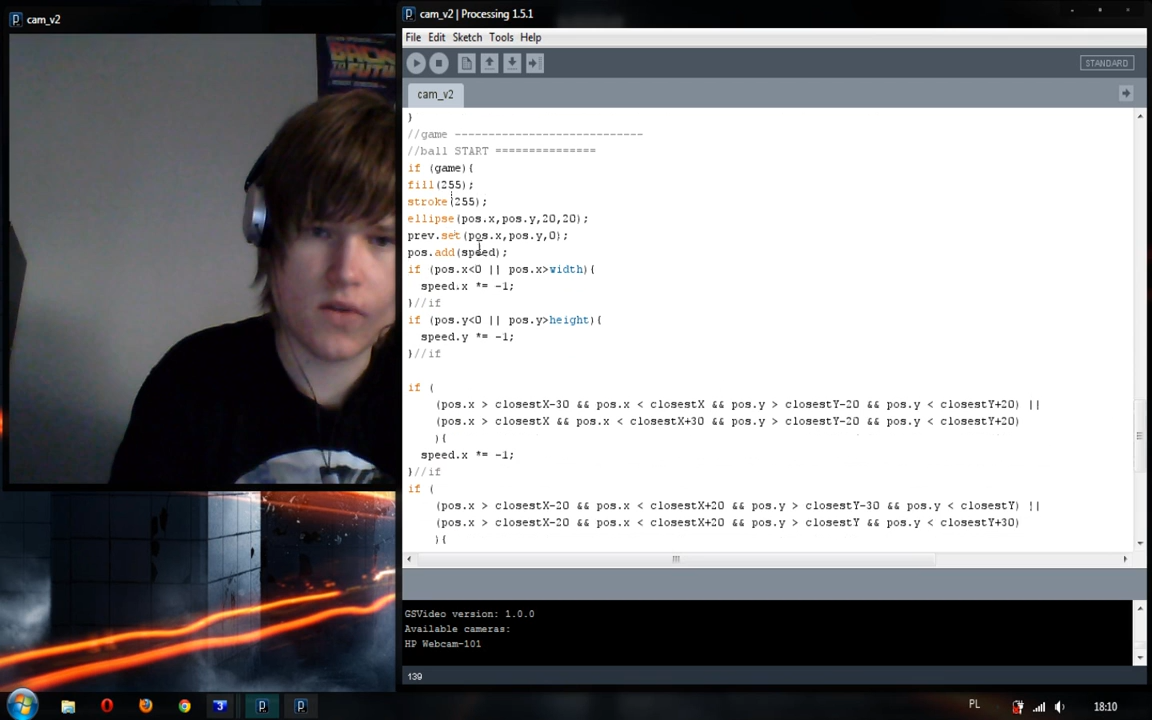 cam_v2
BACK
TO THE
FUTU
cam_v2 | Processing 1.5.1
File Edit Sketch Tools Help
STANDARD
cam_v2
}
//game ----------------------------
//ball START ===============
if (game){
fill(255);
stroke(255);
ellipse(pos.x,pos.y,20,20);
prev.set(pos.x,pos.y,0);
pos.add(speed);
if (pos.x<0 || pos.x>width){
speed.x *= -1;
}//if
if (pos.y<0 || pos.y>height){
speed.y *= -1;
}//if
if (
(pos.x > closestX-30 && pos.x < closestX && pos.y > closestY-20 && pos.y < closestY+20) ||
(pos.x > closestX && pos.x < closestX+30 && pos.y > closestY-20 && pos.y < closestY+20)
){
speed.x *= -1;
}//if
if (
(pos.x > closestX-20 && pos.x < closestX+20 && pos.y > closestY-30 && pos.y < closestY) ||
(pos.x > closestX-20 && pos.x < closestX+20 && pos.y > closestY && pos.y < closestY+30)
){
GSVideo version: 1.0.0
Available cameras:
HP Webcam-101
139
3
PL
18:10